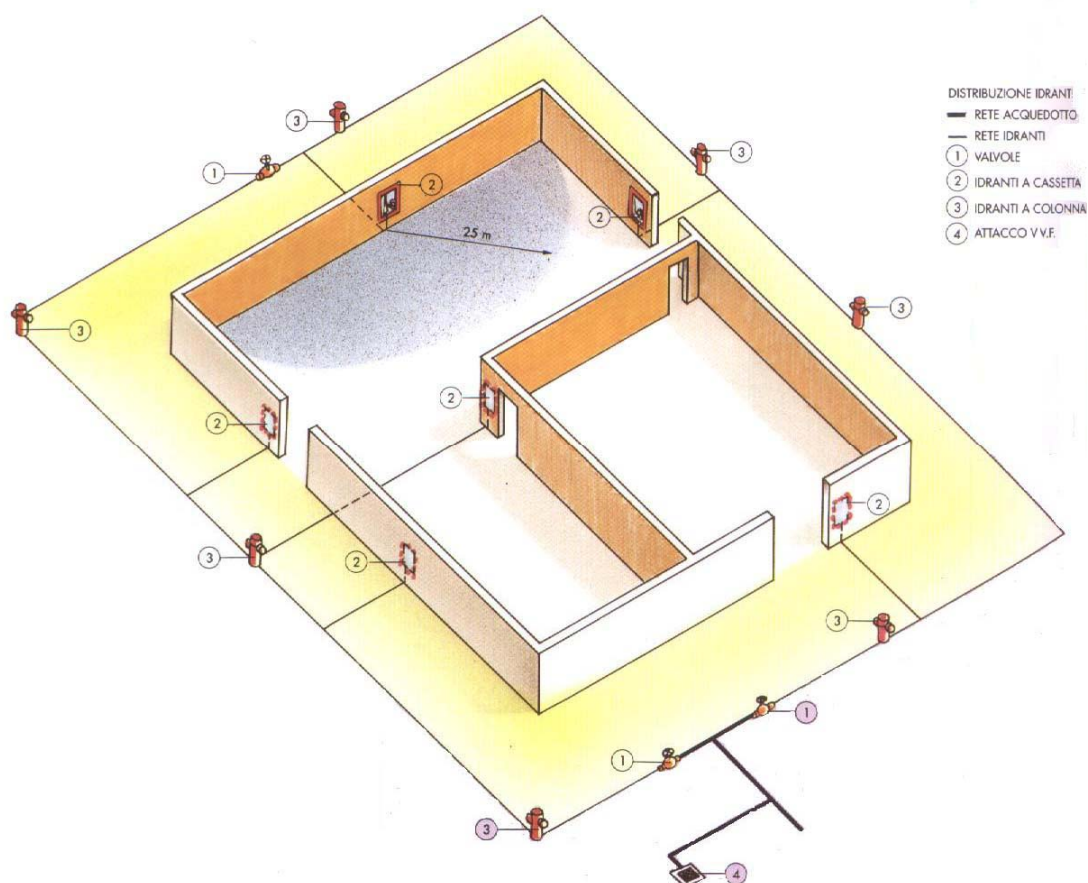 DISTRIBUZIONE IDRANTI
RETE ACQUEDOTTO
RETE IDRANTI
1 VALVOLE
2 IDRANTI A CASSETTA
3 IDRANTI A COLONNA
4 ATTACCO V V.F.
3
1
2
3
2
25 m
3
3
2
2
2
3
2
3
1
1
3
4